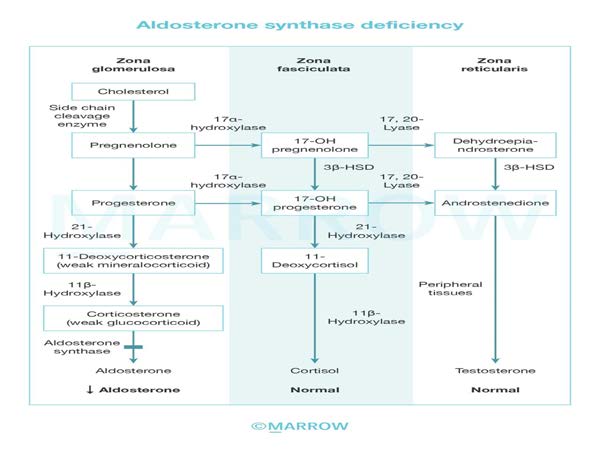 Aldosterone synthase deficiency
Zona
glomerulosa
Zona
fasciculata
Zona
reticularis
Cholesterol
Side chain
cleavage
enzyme
17α-
hydroxylase
17, 20-
Lyase
Pregnenolone
17-OH
pregnenolone
Dehydroepia-
ndrosterone
3β-HSD
3β-HSD
17α-
hydroxylase
17, 20-
Lyase
Progesterone
17-OH
progesterone
Androstenedione
MARROW
21-
Hydroxylase
21-
Hydroxylase
11-Deoxycorticosterone
(weak mineralocorticoid)
11-
Deoxycortisol
Peripheral
tissues
11β-
Hydroxylase
11β-
Hydroxylase
Corticosterone
(weak glucocorticoid)
Aldosterone
synthase
Aldosterone
Cortisol
Testosterone
↓ Aldosterone
Normal
Normal
©MARROW